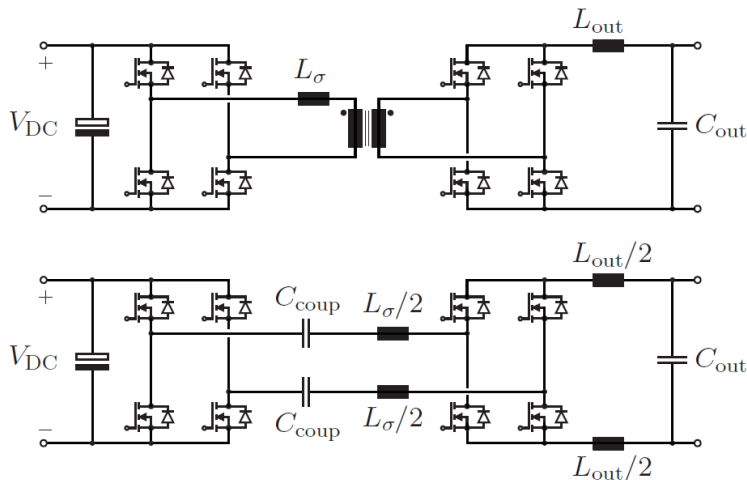 L_out
L_σ
+
V_DC
C_out
−
L_out/2
+
C_coup
L_σ/2
V_DC
C_out
−
C_coup
L_σ/2
L_out/2